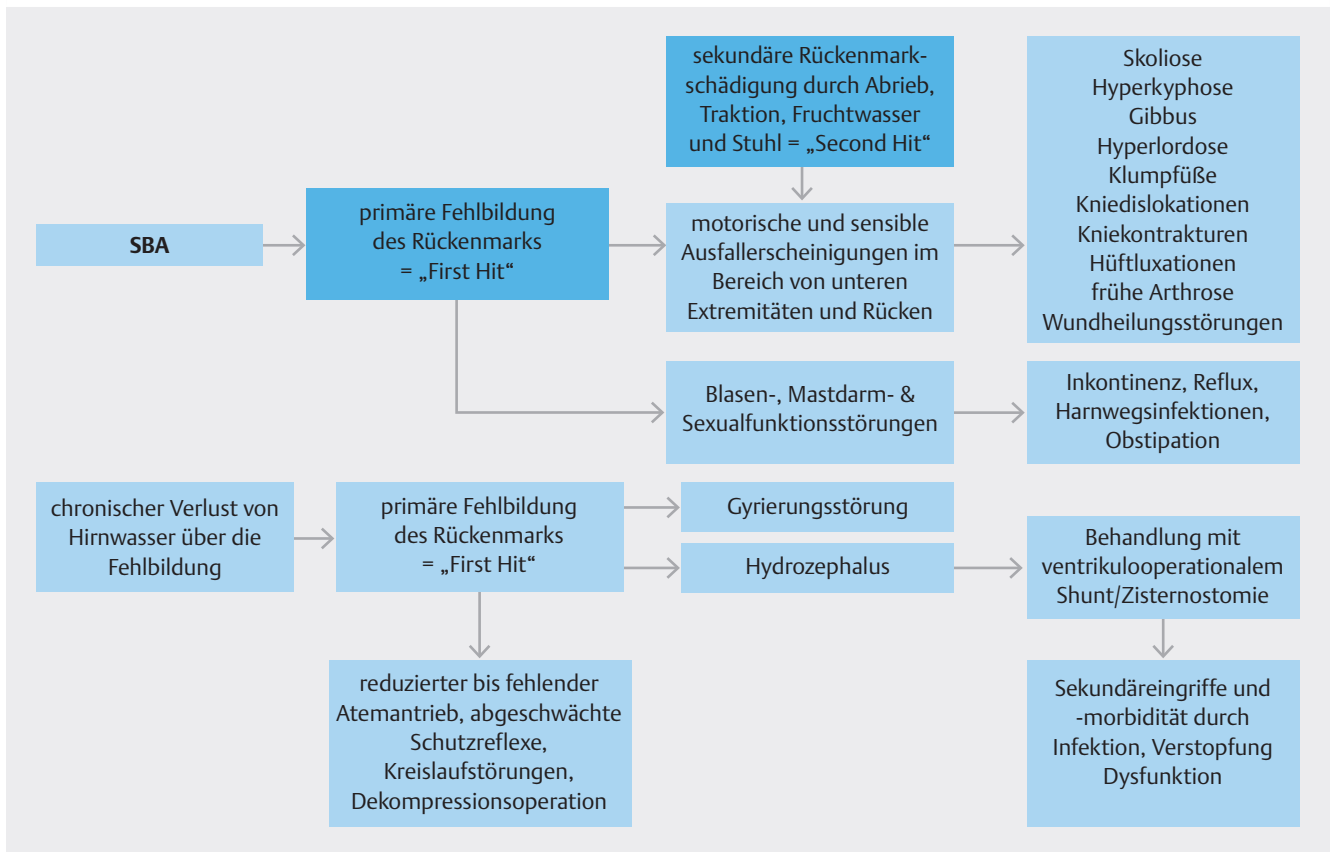 SBA
primäre Fehlbildung
des Rückenmarks
= „First Hit“
sekundäre Rückenmark-
schädigung durch Abrieb,
Traktion, Fruchtwasser
und Stuhl = „Second Hit“
motorische und sensible
Ausfallerscheinigungen im
Bereich von unteren
Extremitäten und Rücken
Skoliose
Hyperkyphose
Gibbus
Hyperlordose
Klumpfüße
Kniedislokationen
Kniekontrakturen
Hüftluxationen
frühe Arthrose
Wundheilungsstörungen
Blasen-, Mastdarm- &
Sexualfunktionsstörungen
Inkontinenz, Reflux,
Harnwegsinfektionen,
Obstipation
chronischer Verlust von
Hirnwasser über die
Fehlbildung
primäre Fehlbildung
des Rückenmarks
= „First Hit“
Gyrierungsstörung
Hydrozephalus
Behandlung mit
ventrikulooperationalem
Shunt/Zisternostomie
reduzierter bis fehlender
Atemantrieb, abgeschwächte
Schutzreflexe,
Kreislaufstörungen,
Dekompressionsoperation
Sekundäreingriffe und
-morbidität durch
Infektion, Verstopfung
Dysfunktion